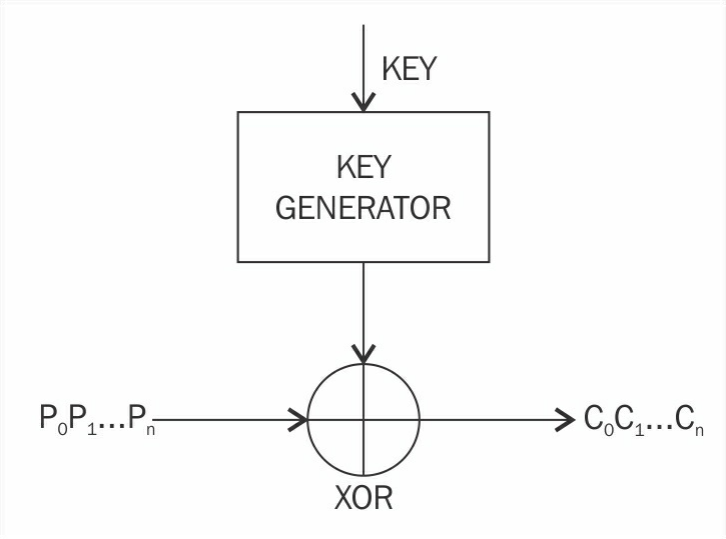 KEY
KEY
GENERATOR
P₀P₁...Pₙ
C₀C₁...Cₙ
XOR